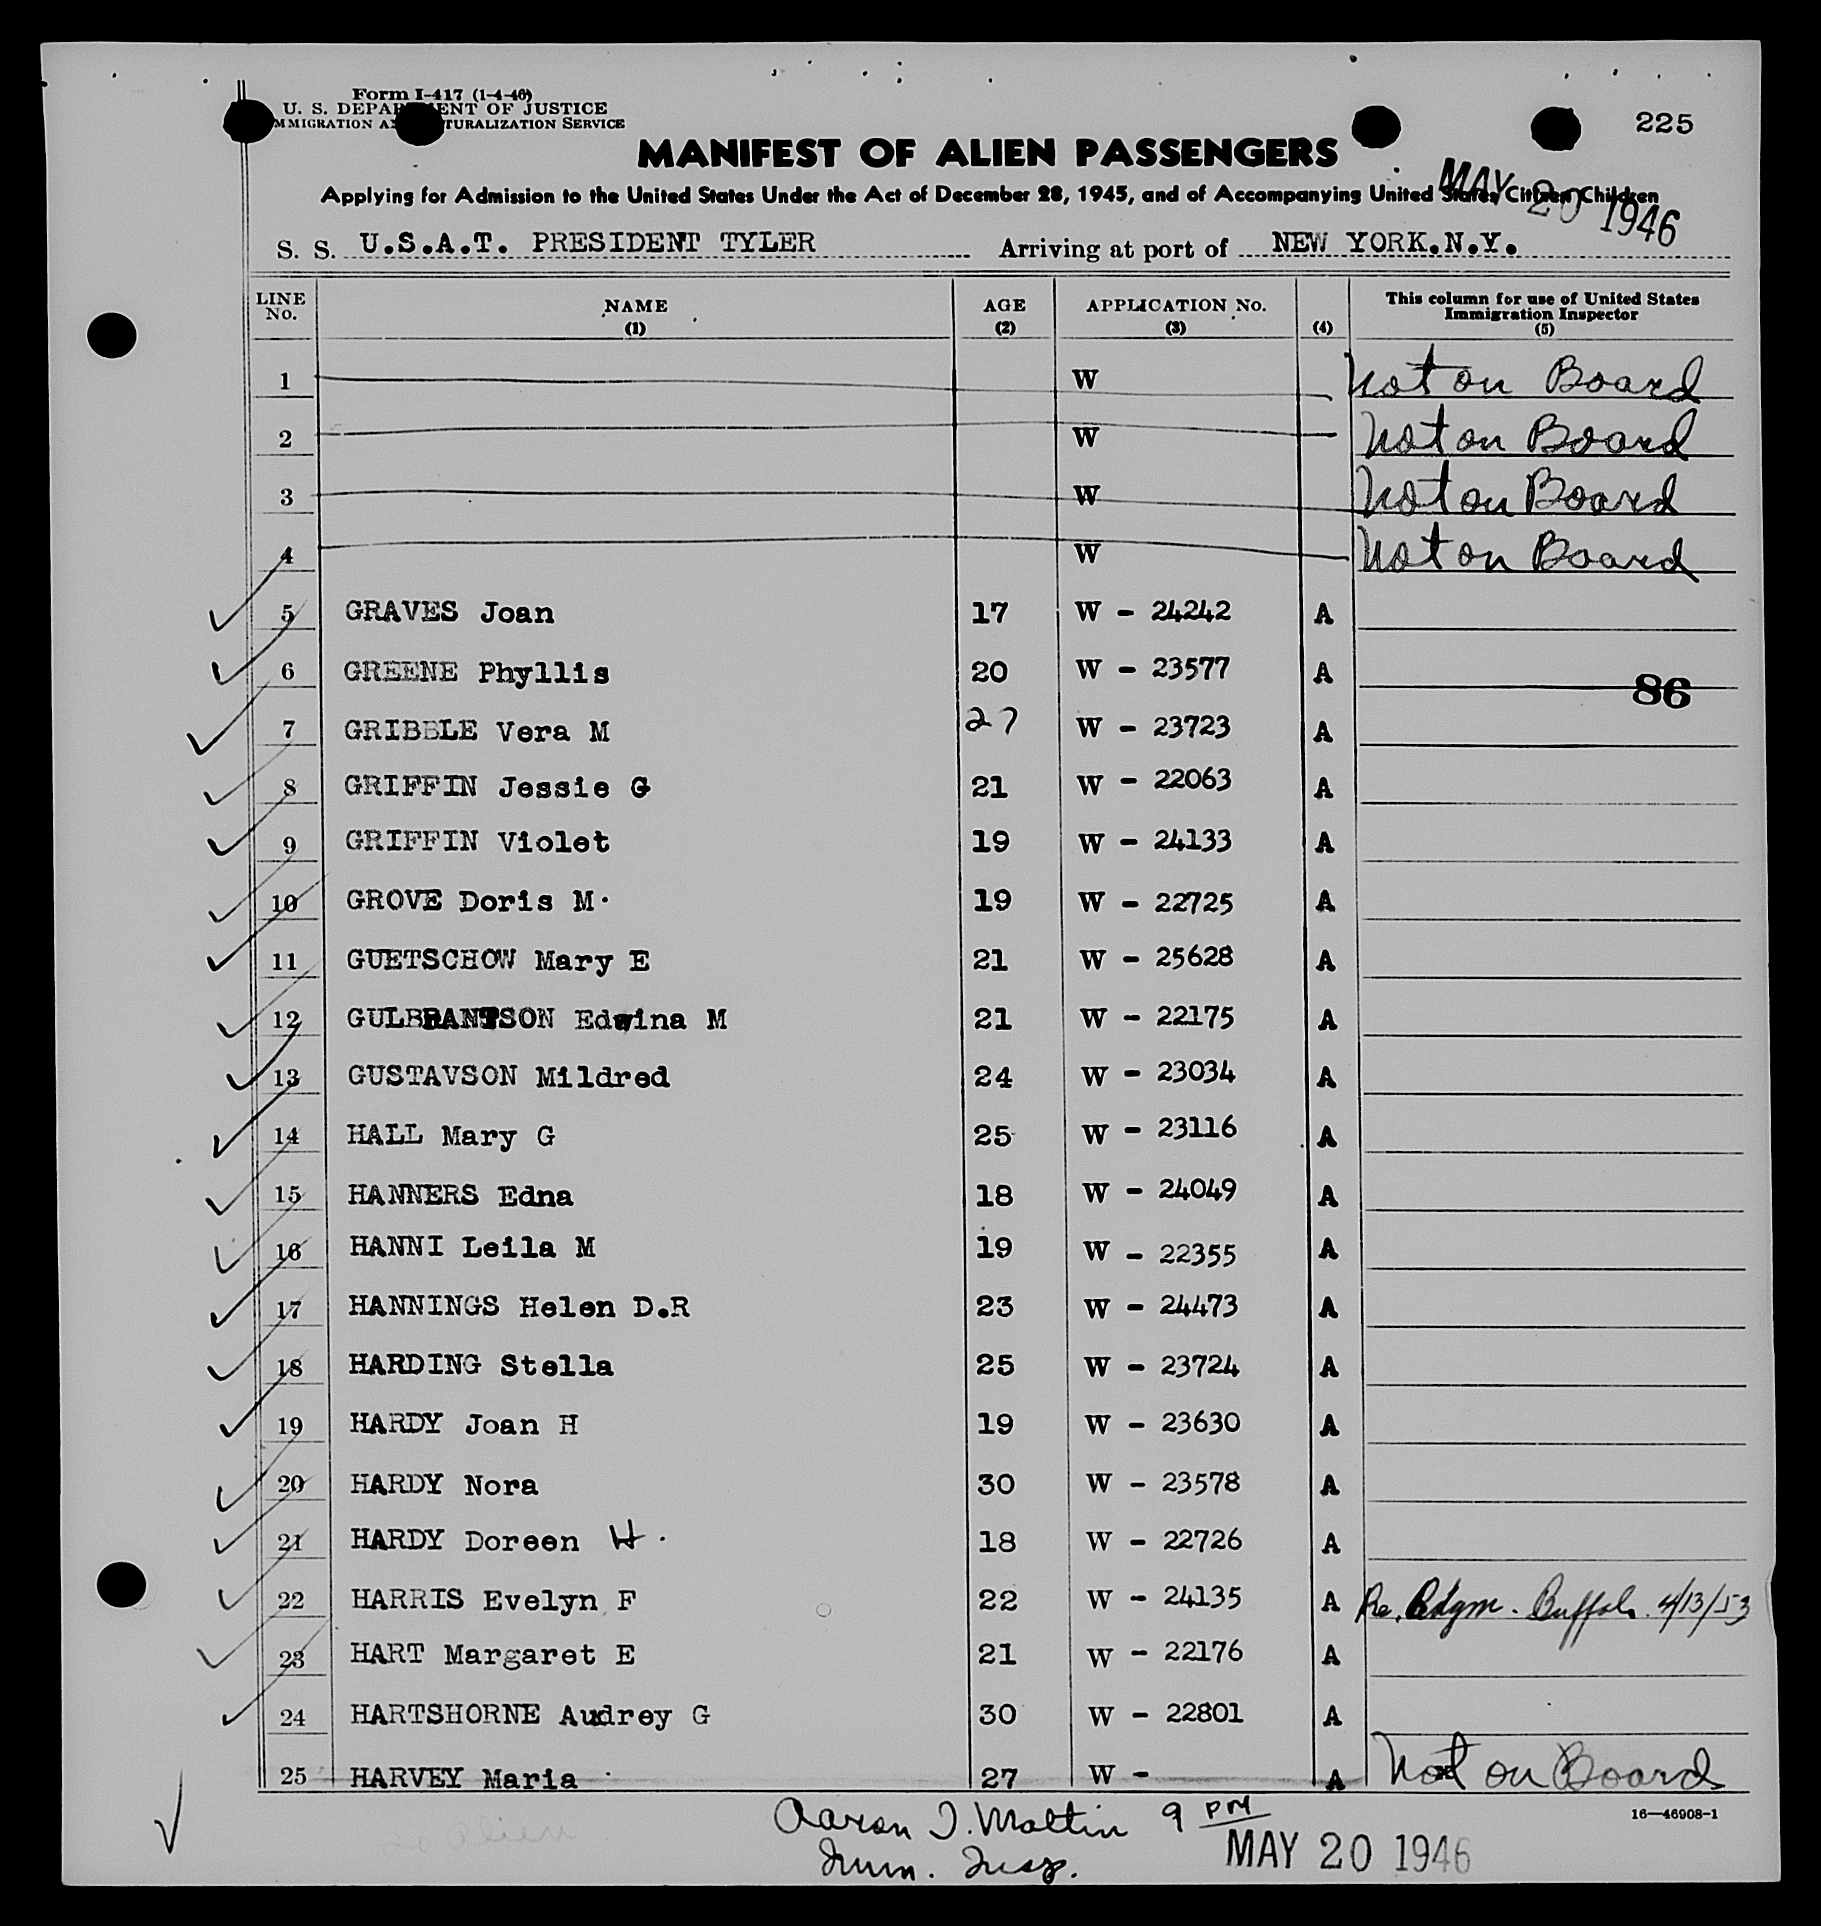 Form I-417 (1-4-46)
U. S. DEPARTMENT OF JUSTICE
IMMIGRATION AND NATURALIZATION SERVICE
225
MANIFEST OF ALIEN PASSENGERS
Applying for Admission to the United States Under the Act of December 28, 1945, and of Accompanying United States Citizen Children
MAY 20 1946
S. S. U.S.A.T. PRESIDENT TYLER Arriving at port of NEW YORK.N.Y.
LINE No. NAME (1) AGE (2) APPLICATION No. (3) (4) This column for use of United States Immigration Inspector (5)
1 W Not on Board
2 W Not on Board
3 W Not on Board
4 W Not on Board
5 GRAVES Joan 17 W - 24242 A
6 GREENE Phyllis 20 W - 23577 A 86
7 GRIBBLE Vera M 27 W - 23723 A
8 GRIFFIN Jessie G 21 W - 22063 A
9 GRIFFIN Violet 19 W - 24133 A
10 GROVE Doris M. 19 W - 22725 A
11 GUETSCHOW Mary E 21 W - 25628 A
12 GULBRANTSON Edwina M 21 W - 22175 A
13 GUSTAVSON Mildred 24 W - 23034 A
14 HALL Mary G 25 W - 23116 A
15 HANNERS Edna 18 W - 24049 A
16 HANNI Leila M 19 W - 22355 A
17 HANNINGS Helen D.R 23 W - 24473 A
18 HARDING Stella 25 W - 23724 A
19 HARDY Joan H 19 W - 23630 A
20 HARDY Nora 30 W - 23578 A
21 HARDY Doreen H. 18 W - 22726 A
22 HARRIS Evelyn F 22 W - 24135 A Re. Buffalo. 4/13/53
23 HART Margaret E 21 W - 22176 A
24 HARTSHORNE Audrey G 30 W - 22801 A
25 HARVEY Maria 27 W - A Not on Board
16—46908-1
Aaron I. Maltin 9 PM
Imm. Insp. MAY 20 1946